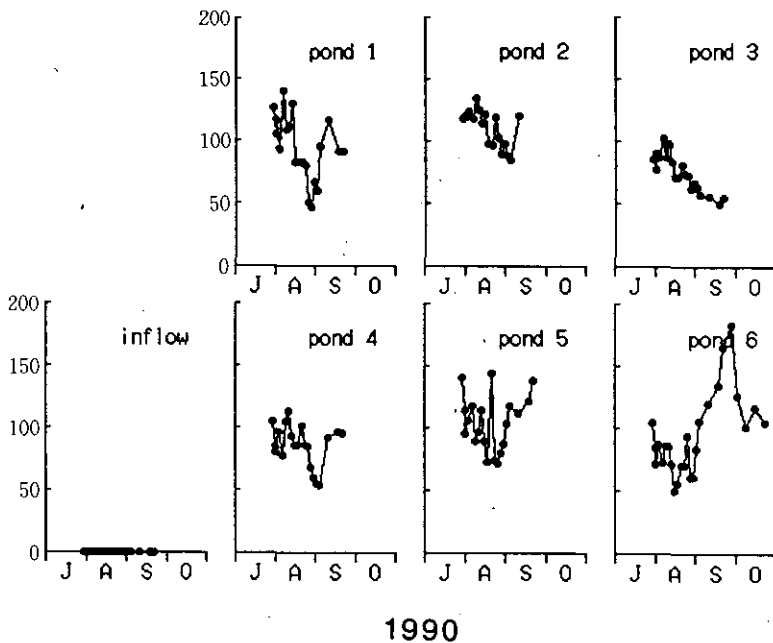 200
150
100
50
0
pond 1
pond 2
pond 3
J A S O
J A S O
J A S O
200
150
100
50
0
inflow
pond 4
pond 5
pond 6
J A S O
J A S O
J A S O
J A S O
1990